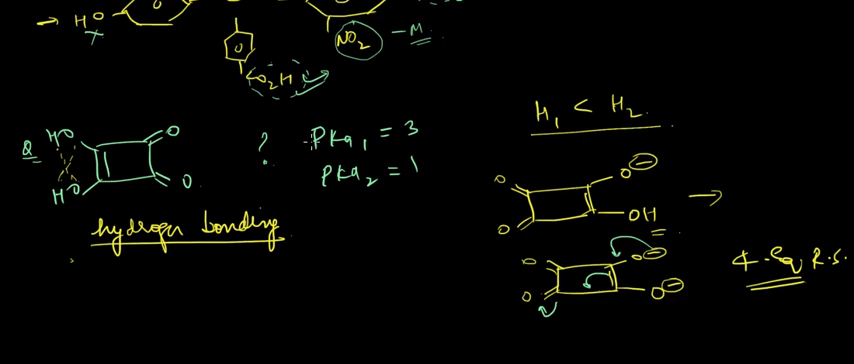 → HO
NO2 - M
CO2H
H1 < H2
Q HO O ? PKa1 = 3
HO O PKa2 = 1
hydrogen bonding
O O⊖ →
O OH
O O⊖ 4 - Eq R.S.
O O⊖